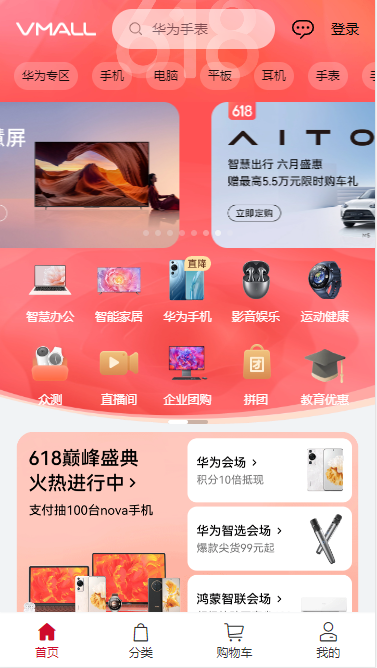 VMALL
618
华为手表
登录
华为专区
手机
电脑
平板
耳机
手表
慧屏
618
AITO
智慧出行 六月盛惠
赠最高5.5万元限时购车礼
立即定购
直降
智慧办公
智能家居
华为手机
影音娱乐
运动健康
众测
直播间
企业团购
拼团
教育优惠
618巅峰盛典
火热进行中
支付抽100台nova手机
华为会场
积分10倍抵现
华为智选会场
爆款尖货99元起
鸿蒙智联会场
首页
分类
购物车
我的